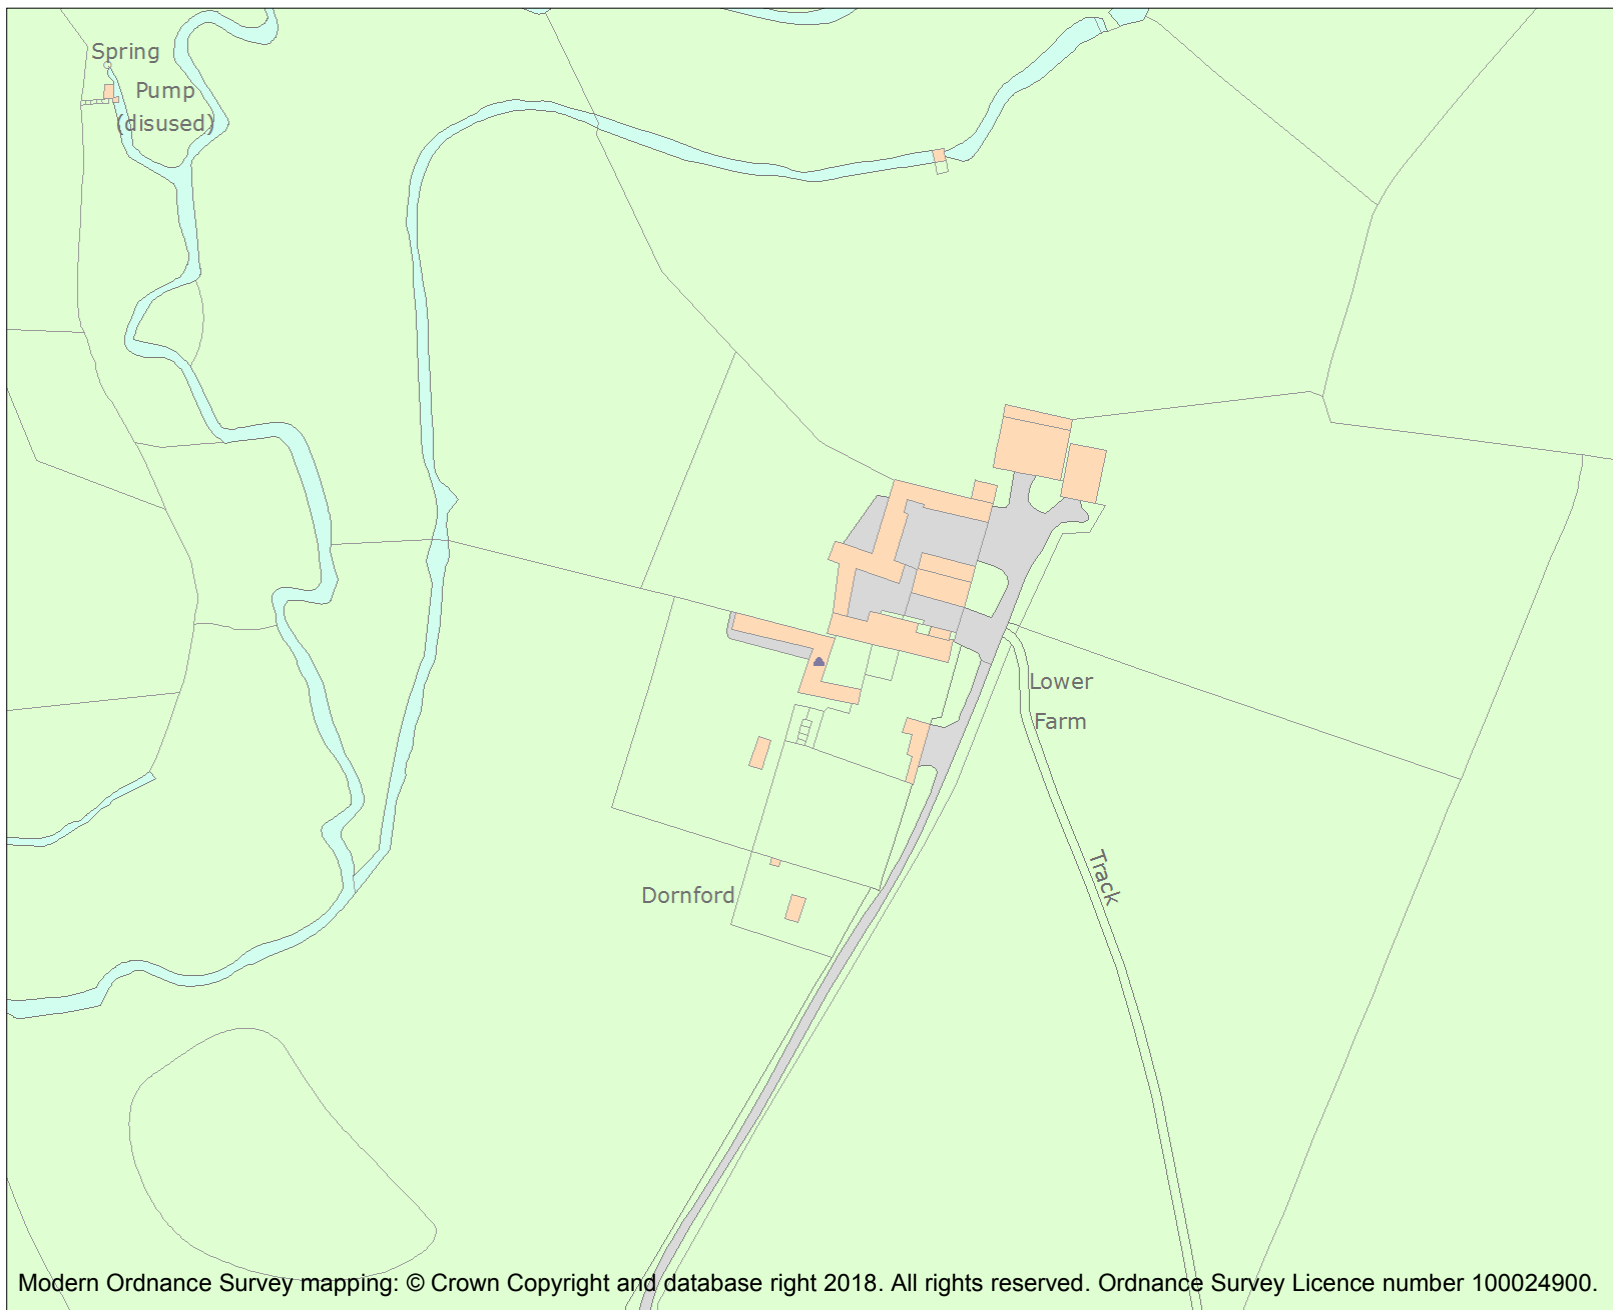 Spring
Pump
(disused)
Lower
Farm
Track
Dornford
Modern Ordnance Survey mapping: © Crown Copyright and database right 2018. All rights reserved. Ordnance Survey Licence number 100024900.